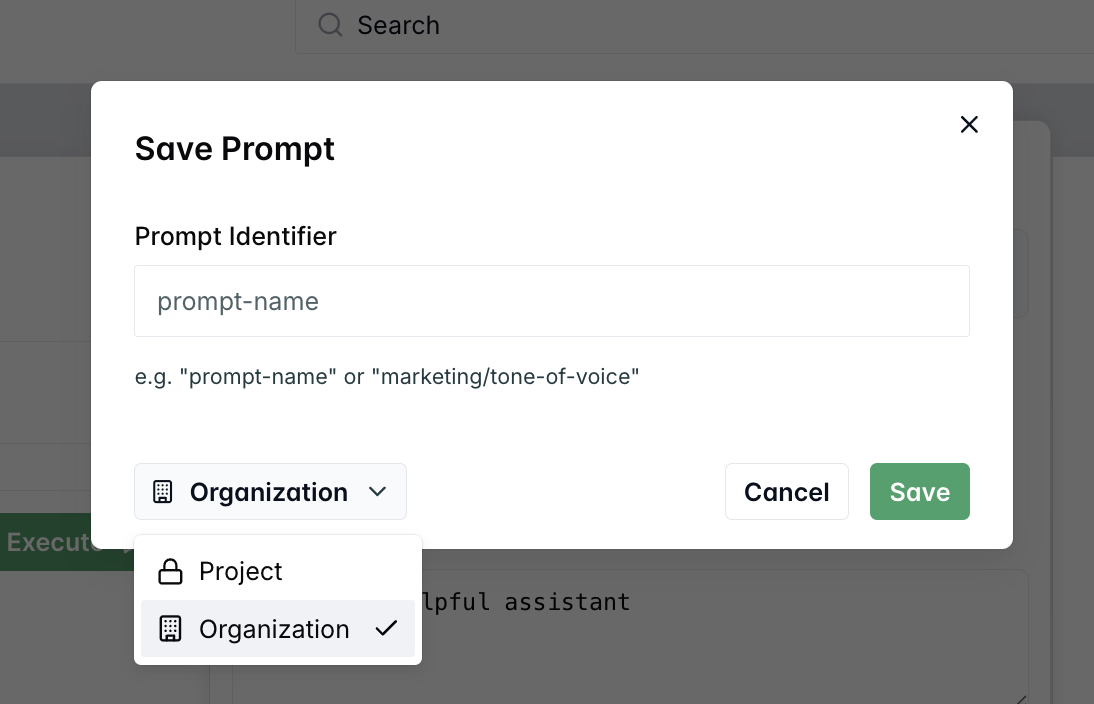 Search
Save Prompt
Prompt Identifier
prompt-name
e.g. "prompt-name" or "marketing/tone-of-voice"
Organization
Cancel
Save
Execute
Project
Organization
lpful assistant